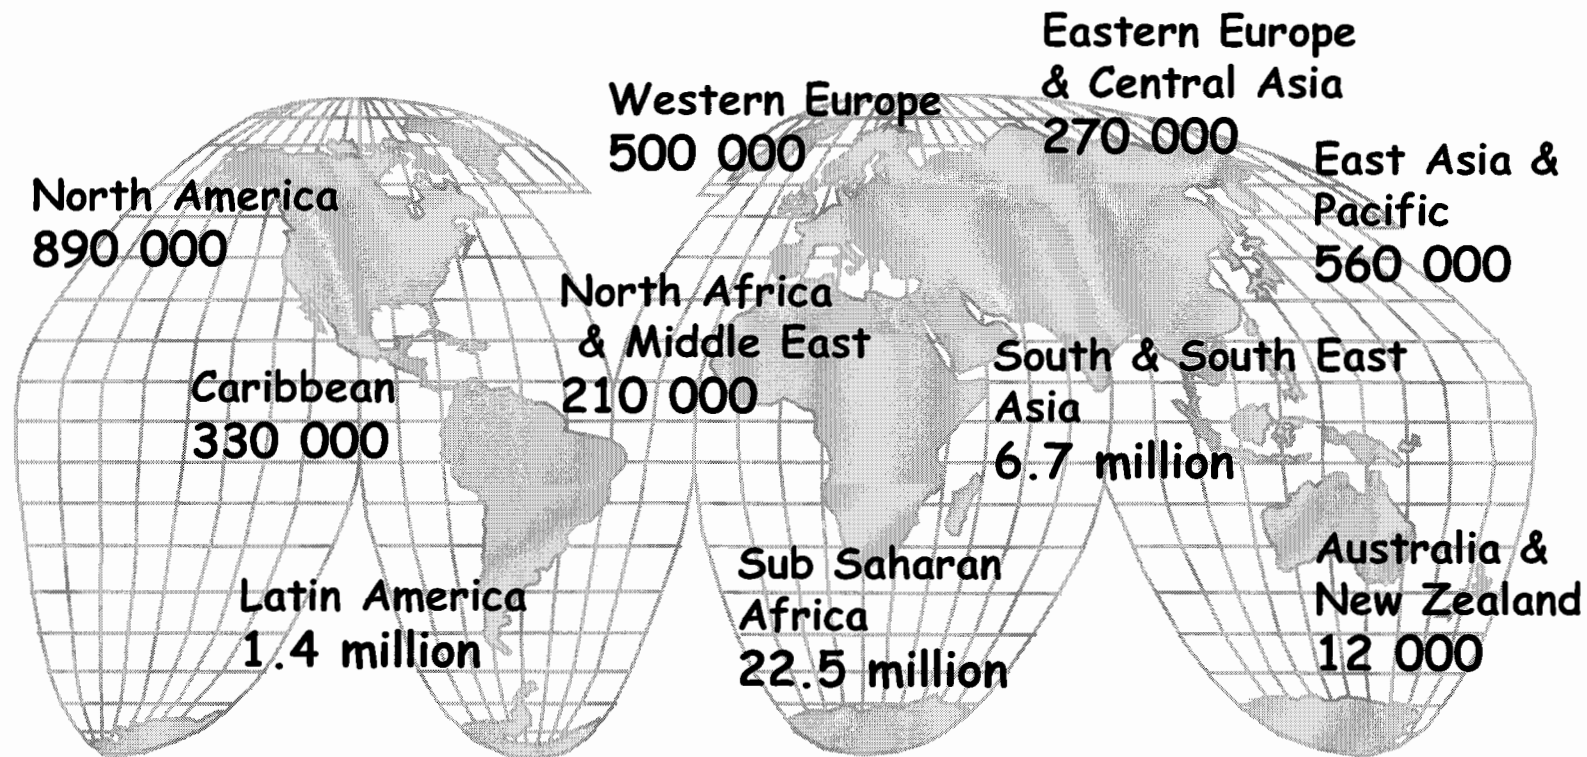 Eastern Europe
& Central Asia
270 000
Western Europe
500 000
East Asia &
Pacific
560 000
North America
890 000
North Africa
& Middle East
210 000
South & South East
Asia
6.7 million
Caribbean
330 000
Sub Saharan
Africa
22.5 million
Australia &
New Zealand
12 000
Latin America
1.4 million